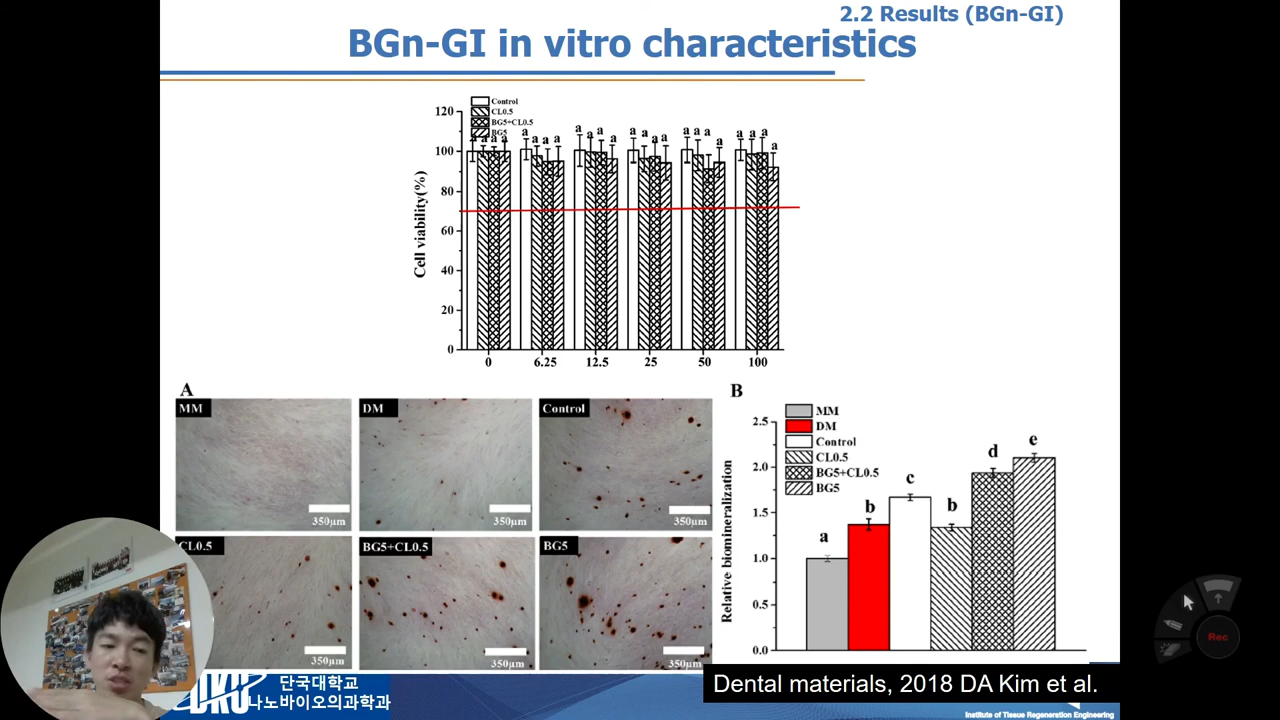 2.2 Results (BGn-GI)
BGn-GI in vitro characteristics
Control
CL0.5
BG5+CL0.5
BG5
120
100
80
60
40
20
0
Cell viability(%)
a a a a a a a a a a a a a a a a a a a a a a a a
0 6.25 12.5 25 50 100
A
MM
350µm
DM
350µm
Control
350µm
CL0.5
350µm
BG5+CL0.5
350µm
BG5
350µm
B
MM
DM
Control
CL0.5
BG5+CL0.5
BG5
2.5
2.0
1.5
1.0
0.5
0.0
Relative biomineralization
a b c b d e
DKU
단국대학교
나노바이오의과학과
Dental materials, 2018 DA Kim et al.
Institute of Tissue Regeneration Engineering
Rec